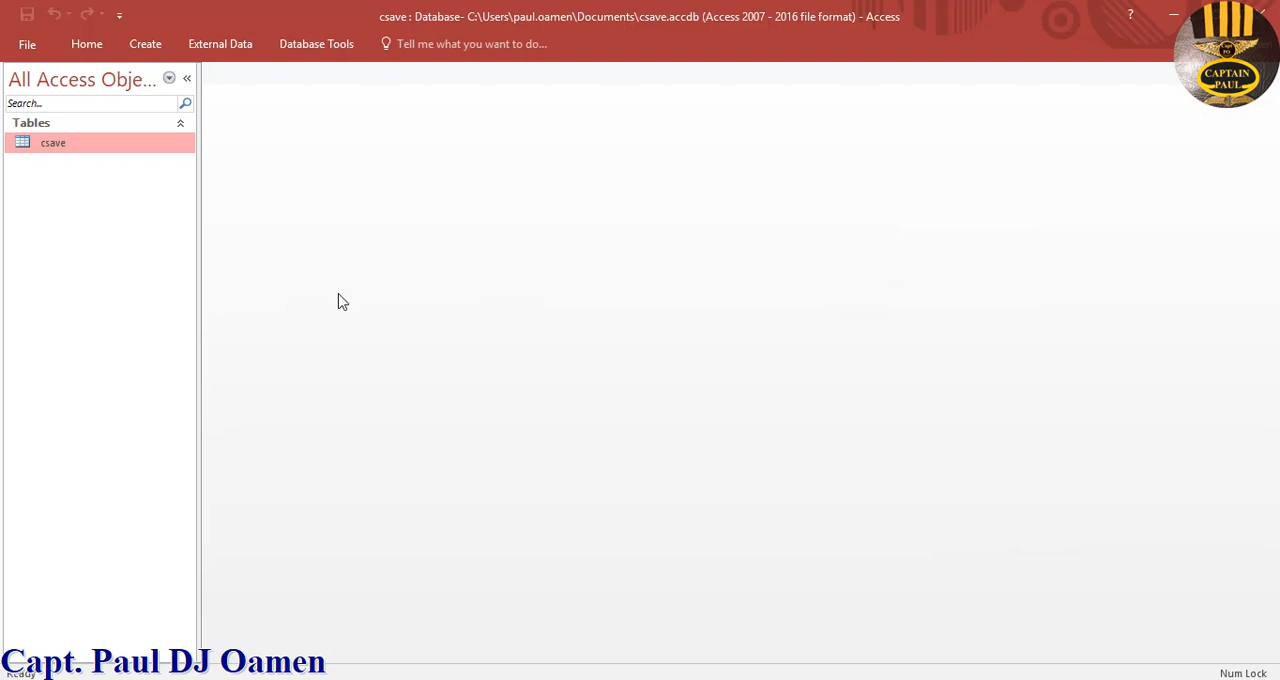 csave : Database- C:\Users\paul.oamen\Documents\csave.accdb (Access 2007 - 2016 file format) - Access
?
File Home Create External Data Database Tools Tell me what you want to do...
CAPTAIN
PAUL
All Access Obje... «
Search...
Tables
csave
Capt. Paul DJ Oamen
Ready
Num Lock